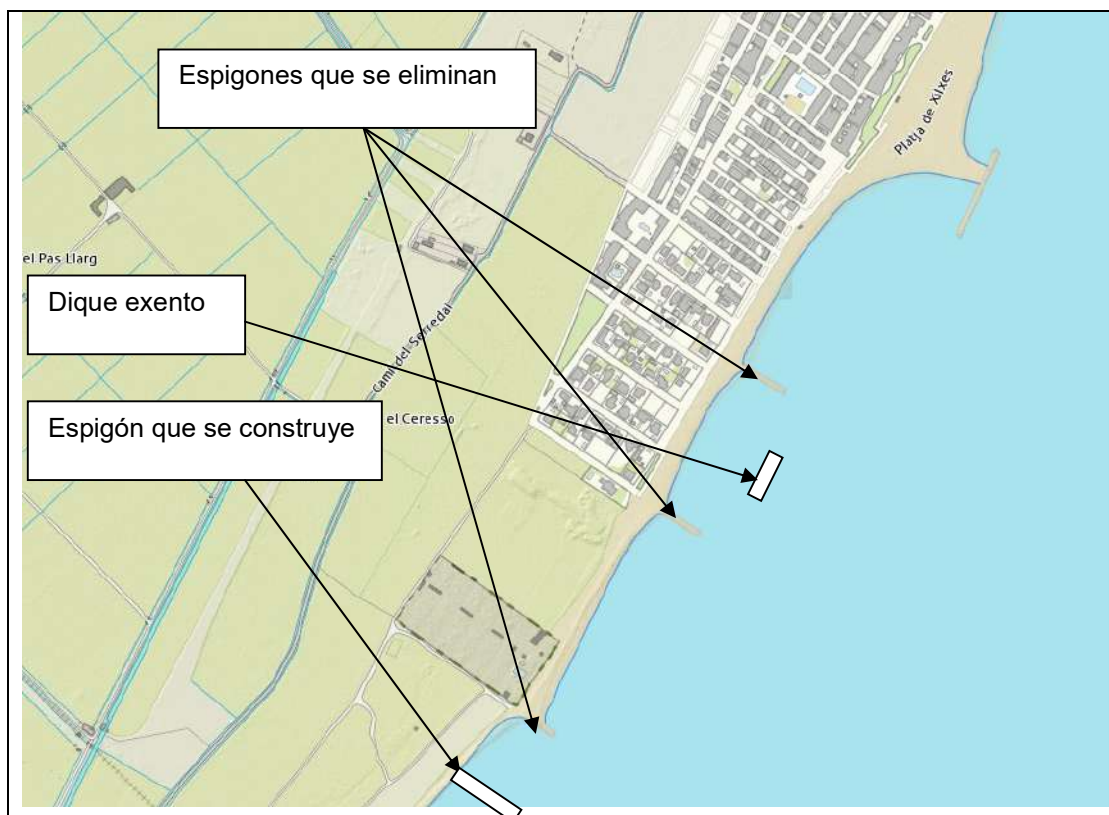 Espigones que se eliminan
Platja de Xilxes
el Pas Llarg
Dique exento
Camí del Serredal
el Ceresso
Espigón que se construye